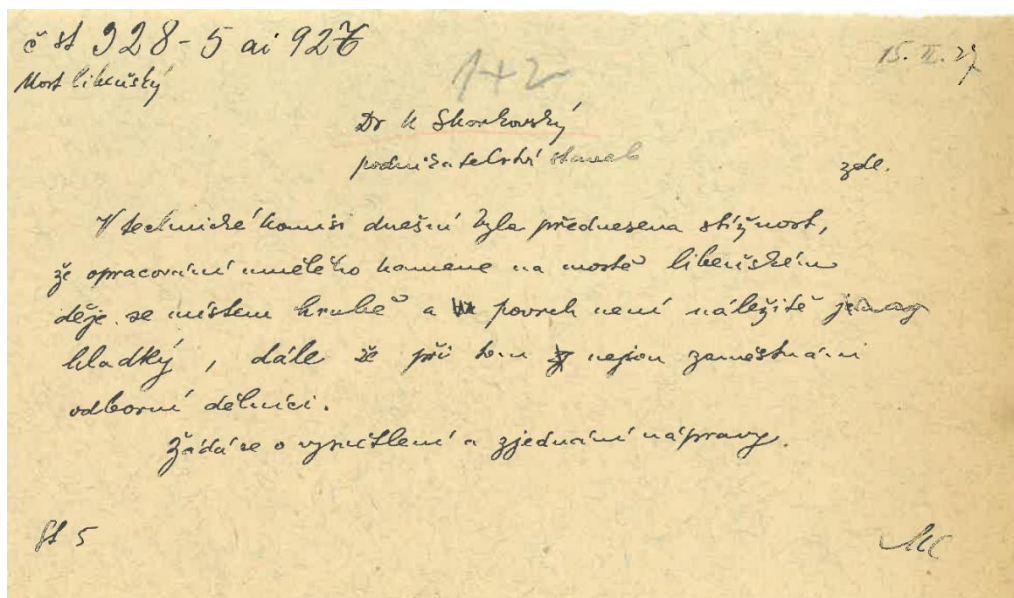 č st 928-5 ai 927
15. II. 27
Most libeňský
1+2
Dr K Skorkovský
podnikatelství staveb
zde.
V technické komisi dnešní byla přednesena stížnost,
že opracování umělého kamene na mostě libeňském
děje se místem hrubě a povrch není náležitě
hladký, dále že při tom nejsou zaměstnáni
odborní dělníci.
Žádá se o vysvětlení a zjednání nápravy.
St 5